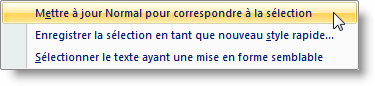 Mettre à jour Normal pour correspondre à la sélection
Enregistrer la sélection en tant que nouveau style rapide...
Sélectionner le texte ayant une mise en forme semblable